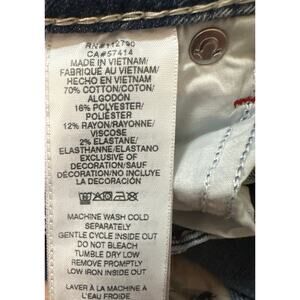 RN#112790
CA#57414
MADE IN VIETNAM/
FABRIQUÉ AU VIETNAM/
HECHO EN VIETNAM
70% COTTON/COTON/
ALGODÓN
16% POLYESTER/
POLIÉSTER
12% RAYON/RAYONNE/
VISCOSE
2% ELASTANE/
ELASTHANNE/ELASTANO
EXCLUSIVE OF
DECORATION/SAUF
DÉCORATION/NO INCLUYE
LA DECORACIÓN
MACHINE WASH COLD
SEPARATELY
GENTLE CYCLE INSIDE OUT
DO NOT BLEACH
TUMBLE DRY LOW
REMOVE PROMPTLY
LOW IRON INSIDE OUT
LAVER À LA MACHINE À
L'EAU FROIDE